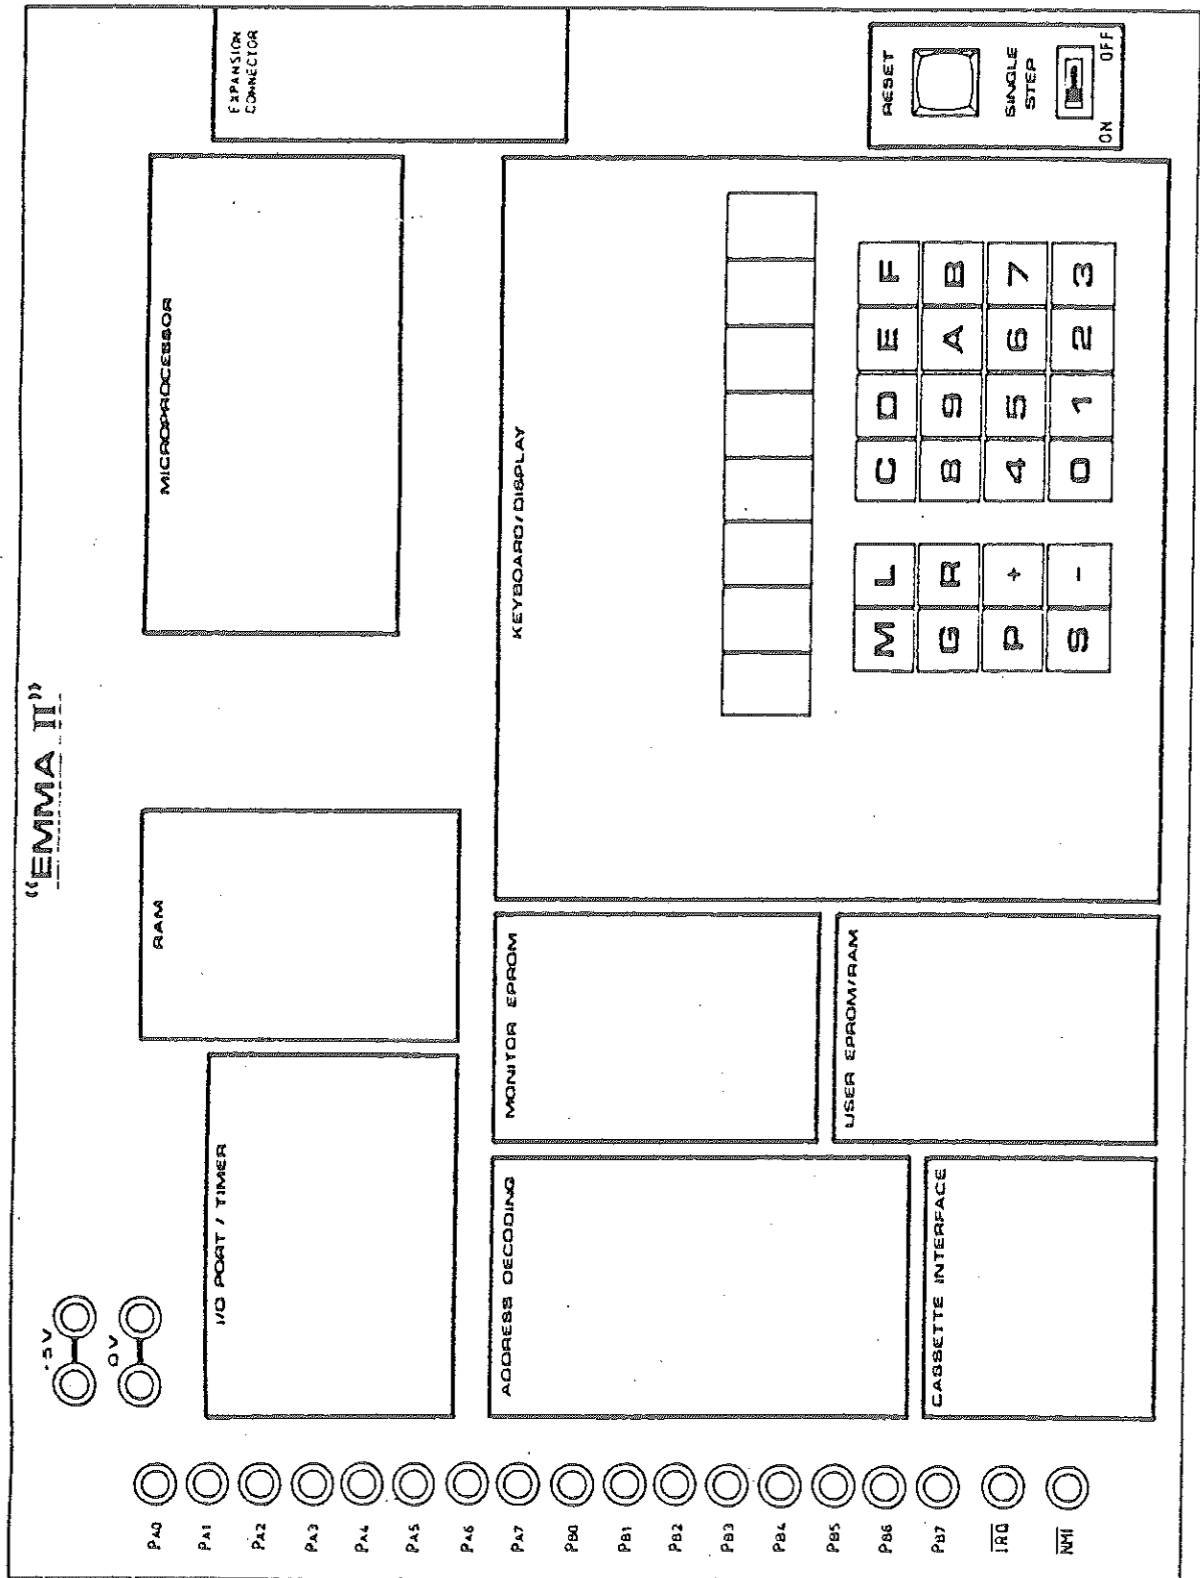 "EMMA II"
+5V
0V
I/O PORT / TIMER
RAM
MICROPROCESSOR
EXPANSION
CONNECTOR
ADDRESS DECODING
MONITOR EPROM
KEYBOARD/DISPLAY
CASSETTE INTERFACE
USER EPROM/RAM
M L C D E F
G R 8 9 A B
P + 4 5 6 7
S - 0 1 2 3
RESET
SINGLE
STEP
ON OFF
PA0
PA1
PA2
PA3
PA4
PA5
PA6
PA7
PB0
PB1
PB2
PB3
PB4
PB5
PB6
PB7
IRQ
NMI